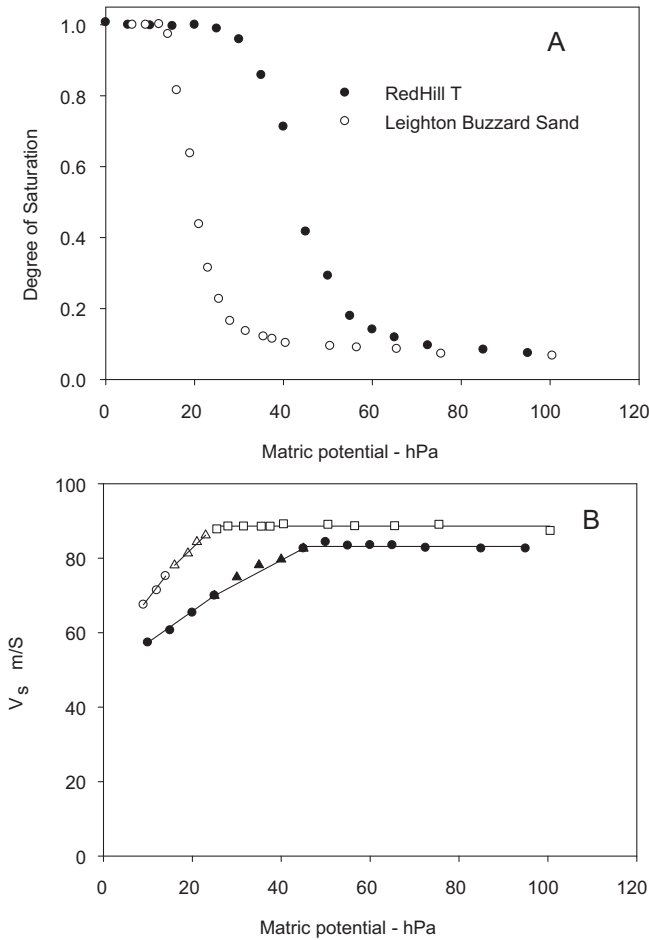 A
1.0
0.8
0.6
0.4
0.2
0.0
Degree of Saturation
RedHill T
Leighton Buzzard Sand
0 20 40 60 80 100 120
Matric potential - hPa
B
100
80
60
40
20
0
Vs m/S
0 20 40 60 80 100 120
Matric potential - hPa